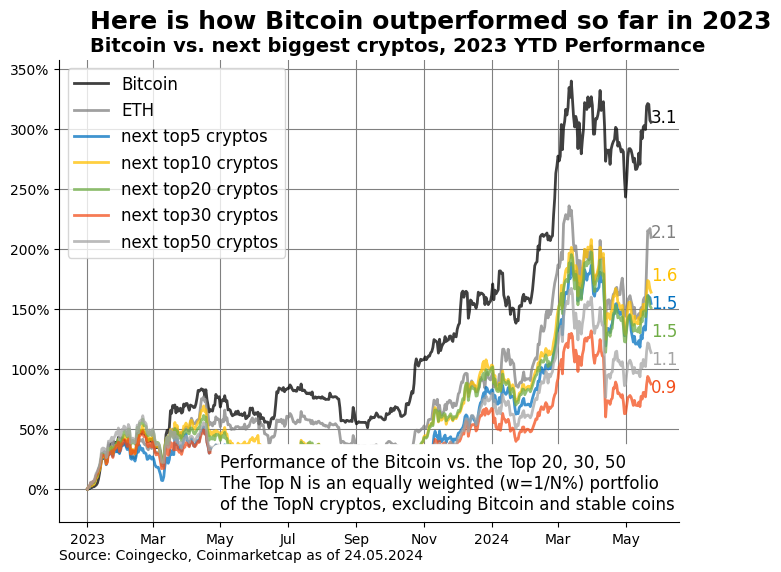 Here is how Bitcoin outperformed so far in 2023
Bitcoin vs. next biggest cryptos, 2023 YTD Performance
350%
300%
250%
200%
150%
100%
50%
0%
Bitcoin
ETH
next top5 cryptos
next top10 cryptos
next top20 cryptos
next top30 cryptos
next top50 cryptos
3.1
2.1
1.6
1.5
1.5
1.1
0.9
Performance of the Bitcoin vs. the Top 20, 30, 50
The Top N is an equally weighted (w=1/N%) portfolio
of the TopN cryptos, excluding Bitcoin and stable coins
2023 Mar May Jul Sep Nov 2024 Mar May
Source: Coingecko, Coinmarketcap as of 24.05.2024